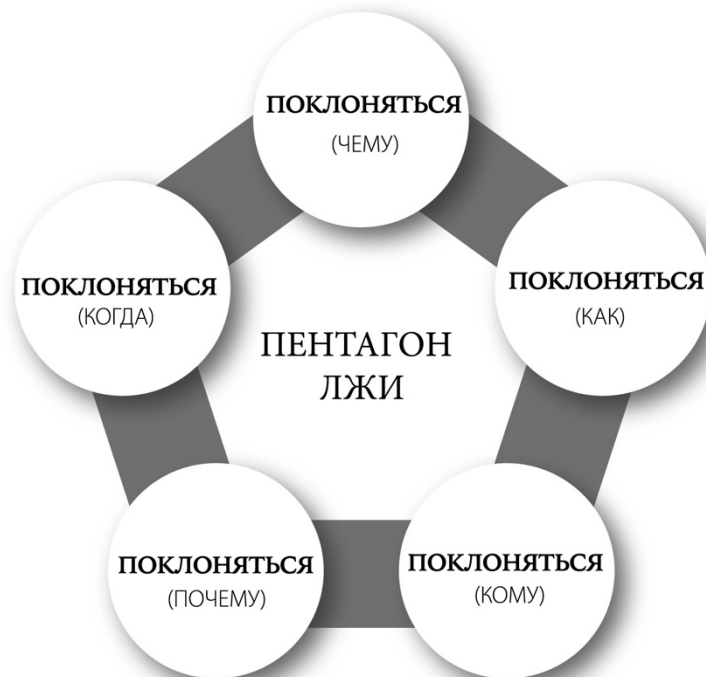 ПОКЛОНЯТЬСЯ
(ЧЕМУ)
ПОКЛОНЯТЬСЯ
(КОГДА)
ПОКЛОНЯТЬСЯ
(КАК)
ПЕНТАГОН
ЛЖИ
ПОКЛОНЯТЬСЯ
(ПОЧЕМУ)
ПОКЛОНЯТЬСЯ
(КОМУ)